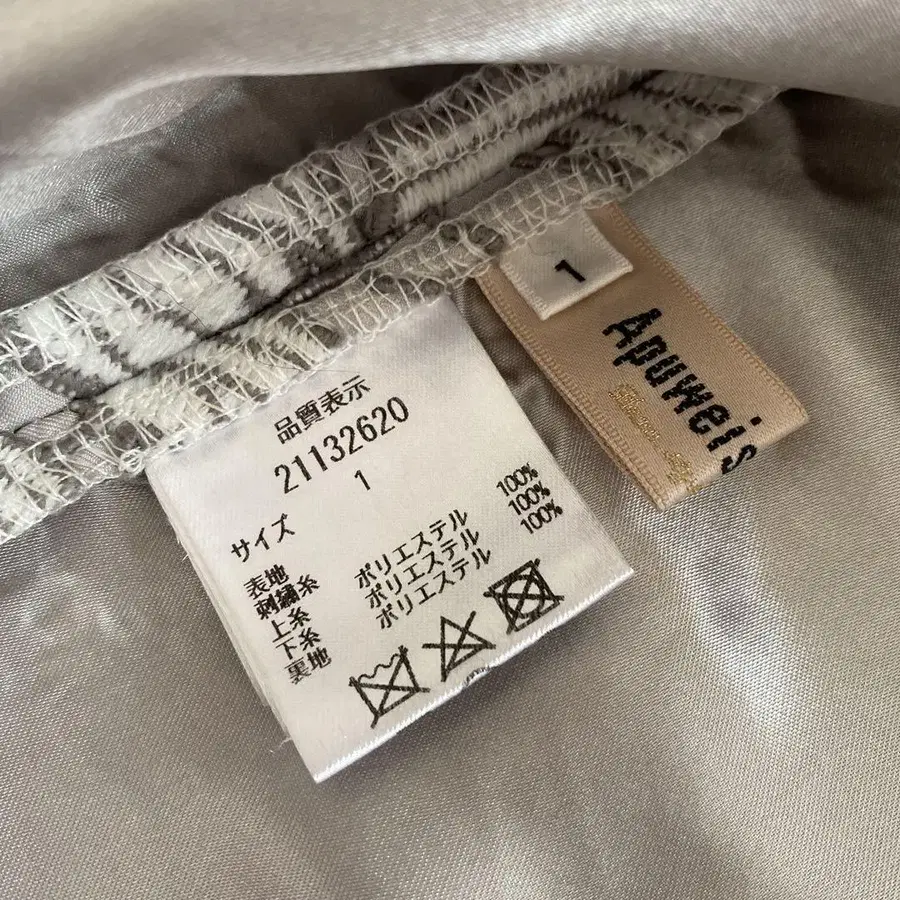 品質表示
21132620
サイズ 1
表地 ポリエステル 100%
刺繍糸
上糸 ポリエステル 100%
下糸 ポリエステル 100%
裏地
1
Apuweis